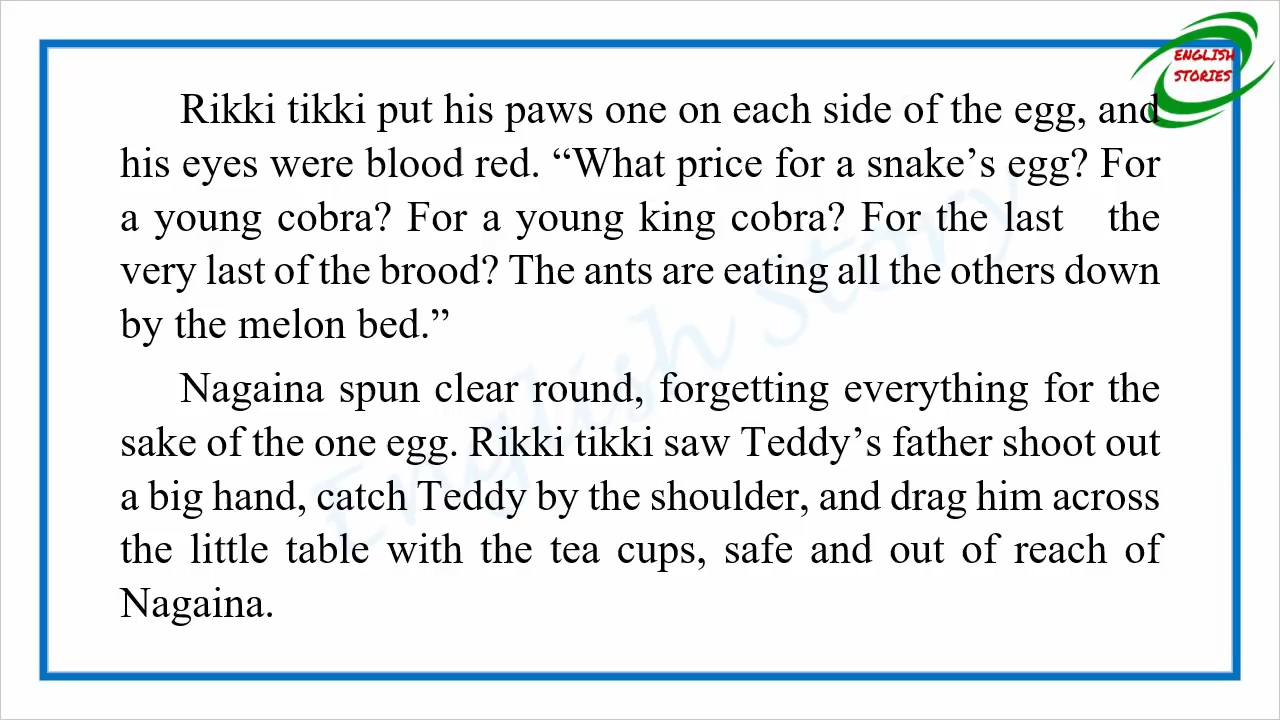 ENGLISH
STORIES
Rikki tikki put his paws one on each side of the egg, and
his eyes were blood red. “What price for a snake’s egg? For
a young cobra? For a young king cobra? For the last   the
very last of the brood? The ants are eating all the others down
by the melon bed.”
Nagaina spun clear round, forgetting everything for the
sake of the one egg. Rikki tikki saw Teddy’s father shoot out
a big hand, catch Teddy by the shoulder, and drag him across
the little table with the tea cups, safe and out of reach of
Nagaina.
English Story